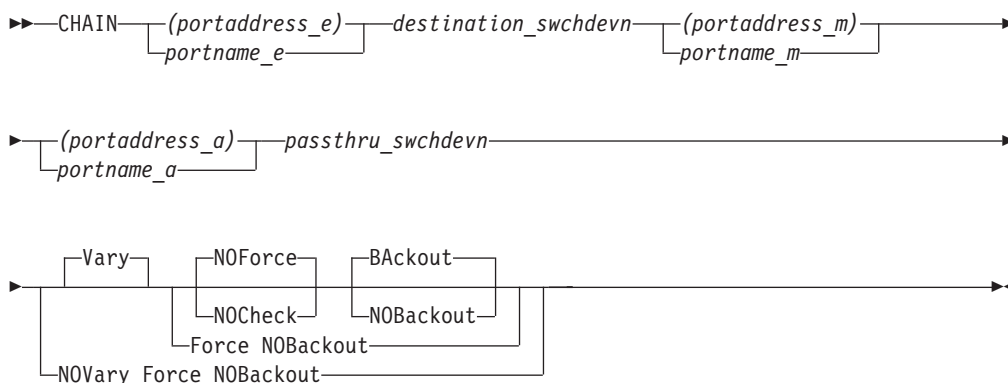 CHAIN (portaddress_e) destination_swchdevn (portaddress_m)
portname_e portname_m
(portaddress_a) passthru_swchdevn
portname_a
Vary NOForce BAckout
NOCheck NOBackout
Force NOBackout
NOVary Force NOBackout